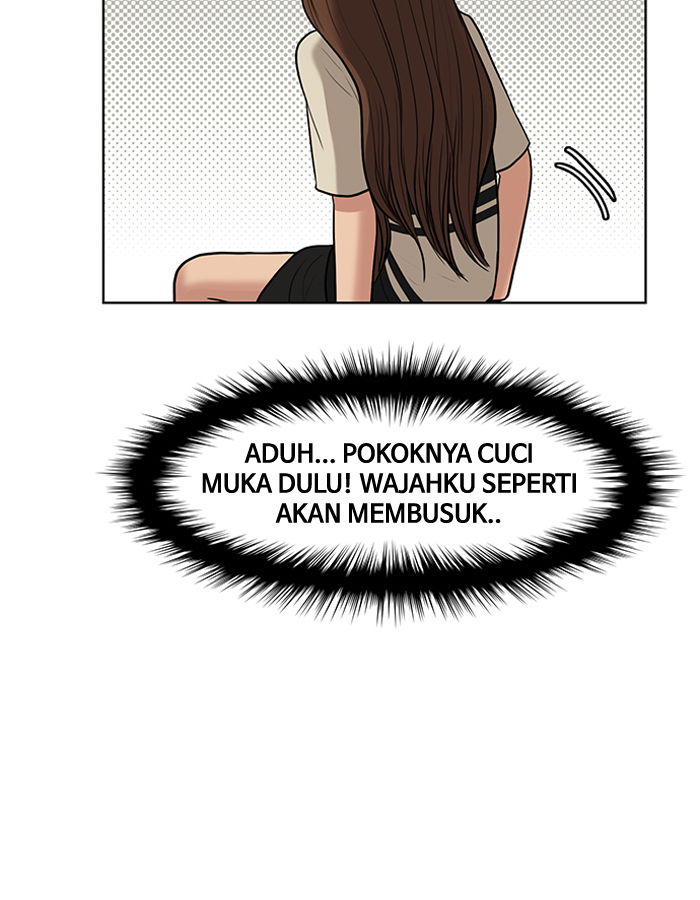 ADUH... POKOKNYA CUCI
MUKA DULU! WAJAHKU SEPERTI
AKAN MEMBUSUK..